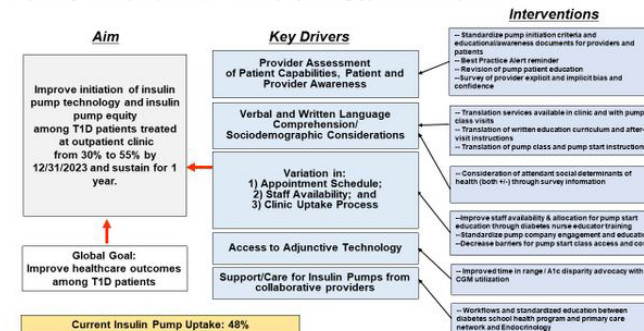 Interventions
Aim
Key Drivers
Improve initiation of insulin
pump technology and insulin
pump equity
among T1D patients treated
at outpatient clinic
from 30% to 55% by
12/31/2023 and sustain for 1
year.
Global Goal:
Improve healthcare outcomes
among T1D patients
Provider Assessment
of Patient Capabilities, Patient and
Provider Awareness
Verbal and Written Language
Comprehension/
Sociodemographic Considerations
Variation in:
1) Appointment Schedule;
2) Staff Availability; and
3) Clinic Uptake Process
Access to Adjunctive Technology
Support/Care for Insulin Pumps from
collaborative providers
-- Standardize pump initiation criteria and
educational/awareness documents for providers and
patients
-- Best Practice Alert reminder
-- Revision of pump patient education
--Survey of provider explicit and implicit bias and
confidence
-- Translation services available in clinic and with pump
class visits
-- Translation of written education curriculum and after-
visit instructions
-- Translation of pump class and pump start instruction
-- Consideration of attendant social determinants of
health (both +/-) through survey information
--Improve staff availability & allocation for pump start
education through diabetes nurse educator training
--Standardize pump company engagement and
--Decrease barriers for pump start class access and
-- Improved time in range / A1c disparity advocacy with
CGM utilization
-- Workflows and standardized education between
diabetes school health program and primary care
network and Endocrinology
Current Insulin Pump Uptake: 48%